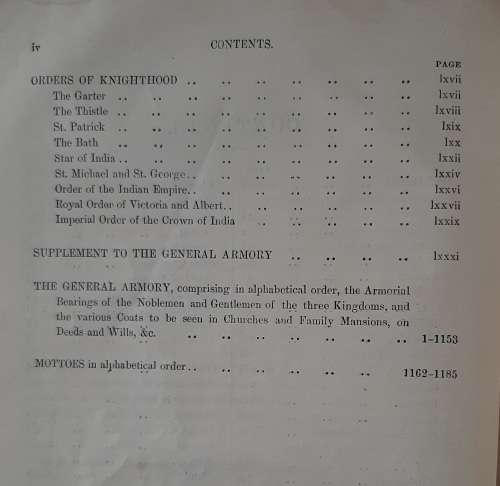 iv CONTENTS.
PAGE
ORDERS OF KNIGHTHOOD .. .. .. .. .. .. .. lxvii
The Garter .. .. .. .. .. .. .. .. .. lxvii
The Thistle .. .. .. .. .. .. .. .. .. lxviii
St. Patrick .. .. .. .. .. .. .. .. .. lxix
The Bath .. .. .. .. .. .. .. .. .. lxx
Star of India .. .. .. .. .. .. .. .. .. lxxii
St. Michael and St. George .. .. .. .. .. .. .. lxxiv
Order of the Indian Empire .. .. .. .. .. .. .. lxxvi
Royal Order of Victoria and Albert .. .. .. .. .. .. lxxvii
Imperial Order of the Crown of India .. .. .. .. .. lxxix
SUPPLEMENT TO THE GENERAL ARMORY .. .. .. .. lxxxi
THE GENERAL ARMORY, comprising in alphabetical order, the Armorial
Bearings of the Noblemen and Gentlemen of the three Kingdoms, and
the various Coats to be seen in Churches and Family Mansions, on
Deeds and Wills, &c. .. .. .. .. .. .. .. 1-1153
MOTTOES in alphabetical order .. .. .. .. .. .. .. 1162-1185